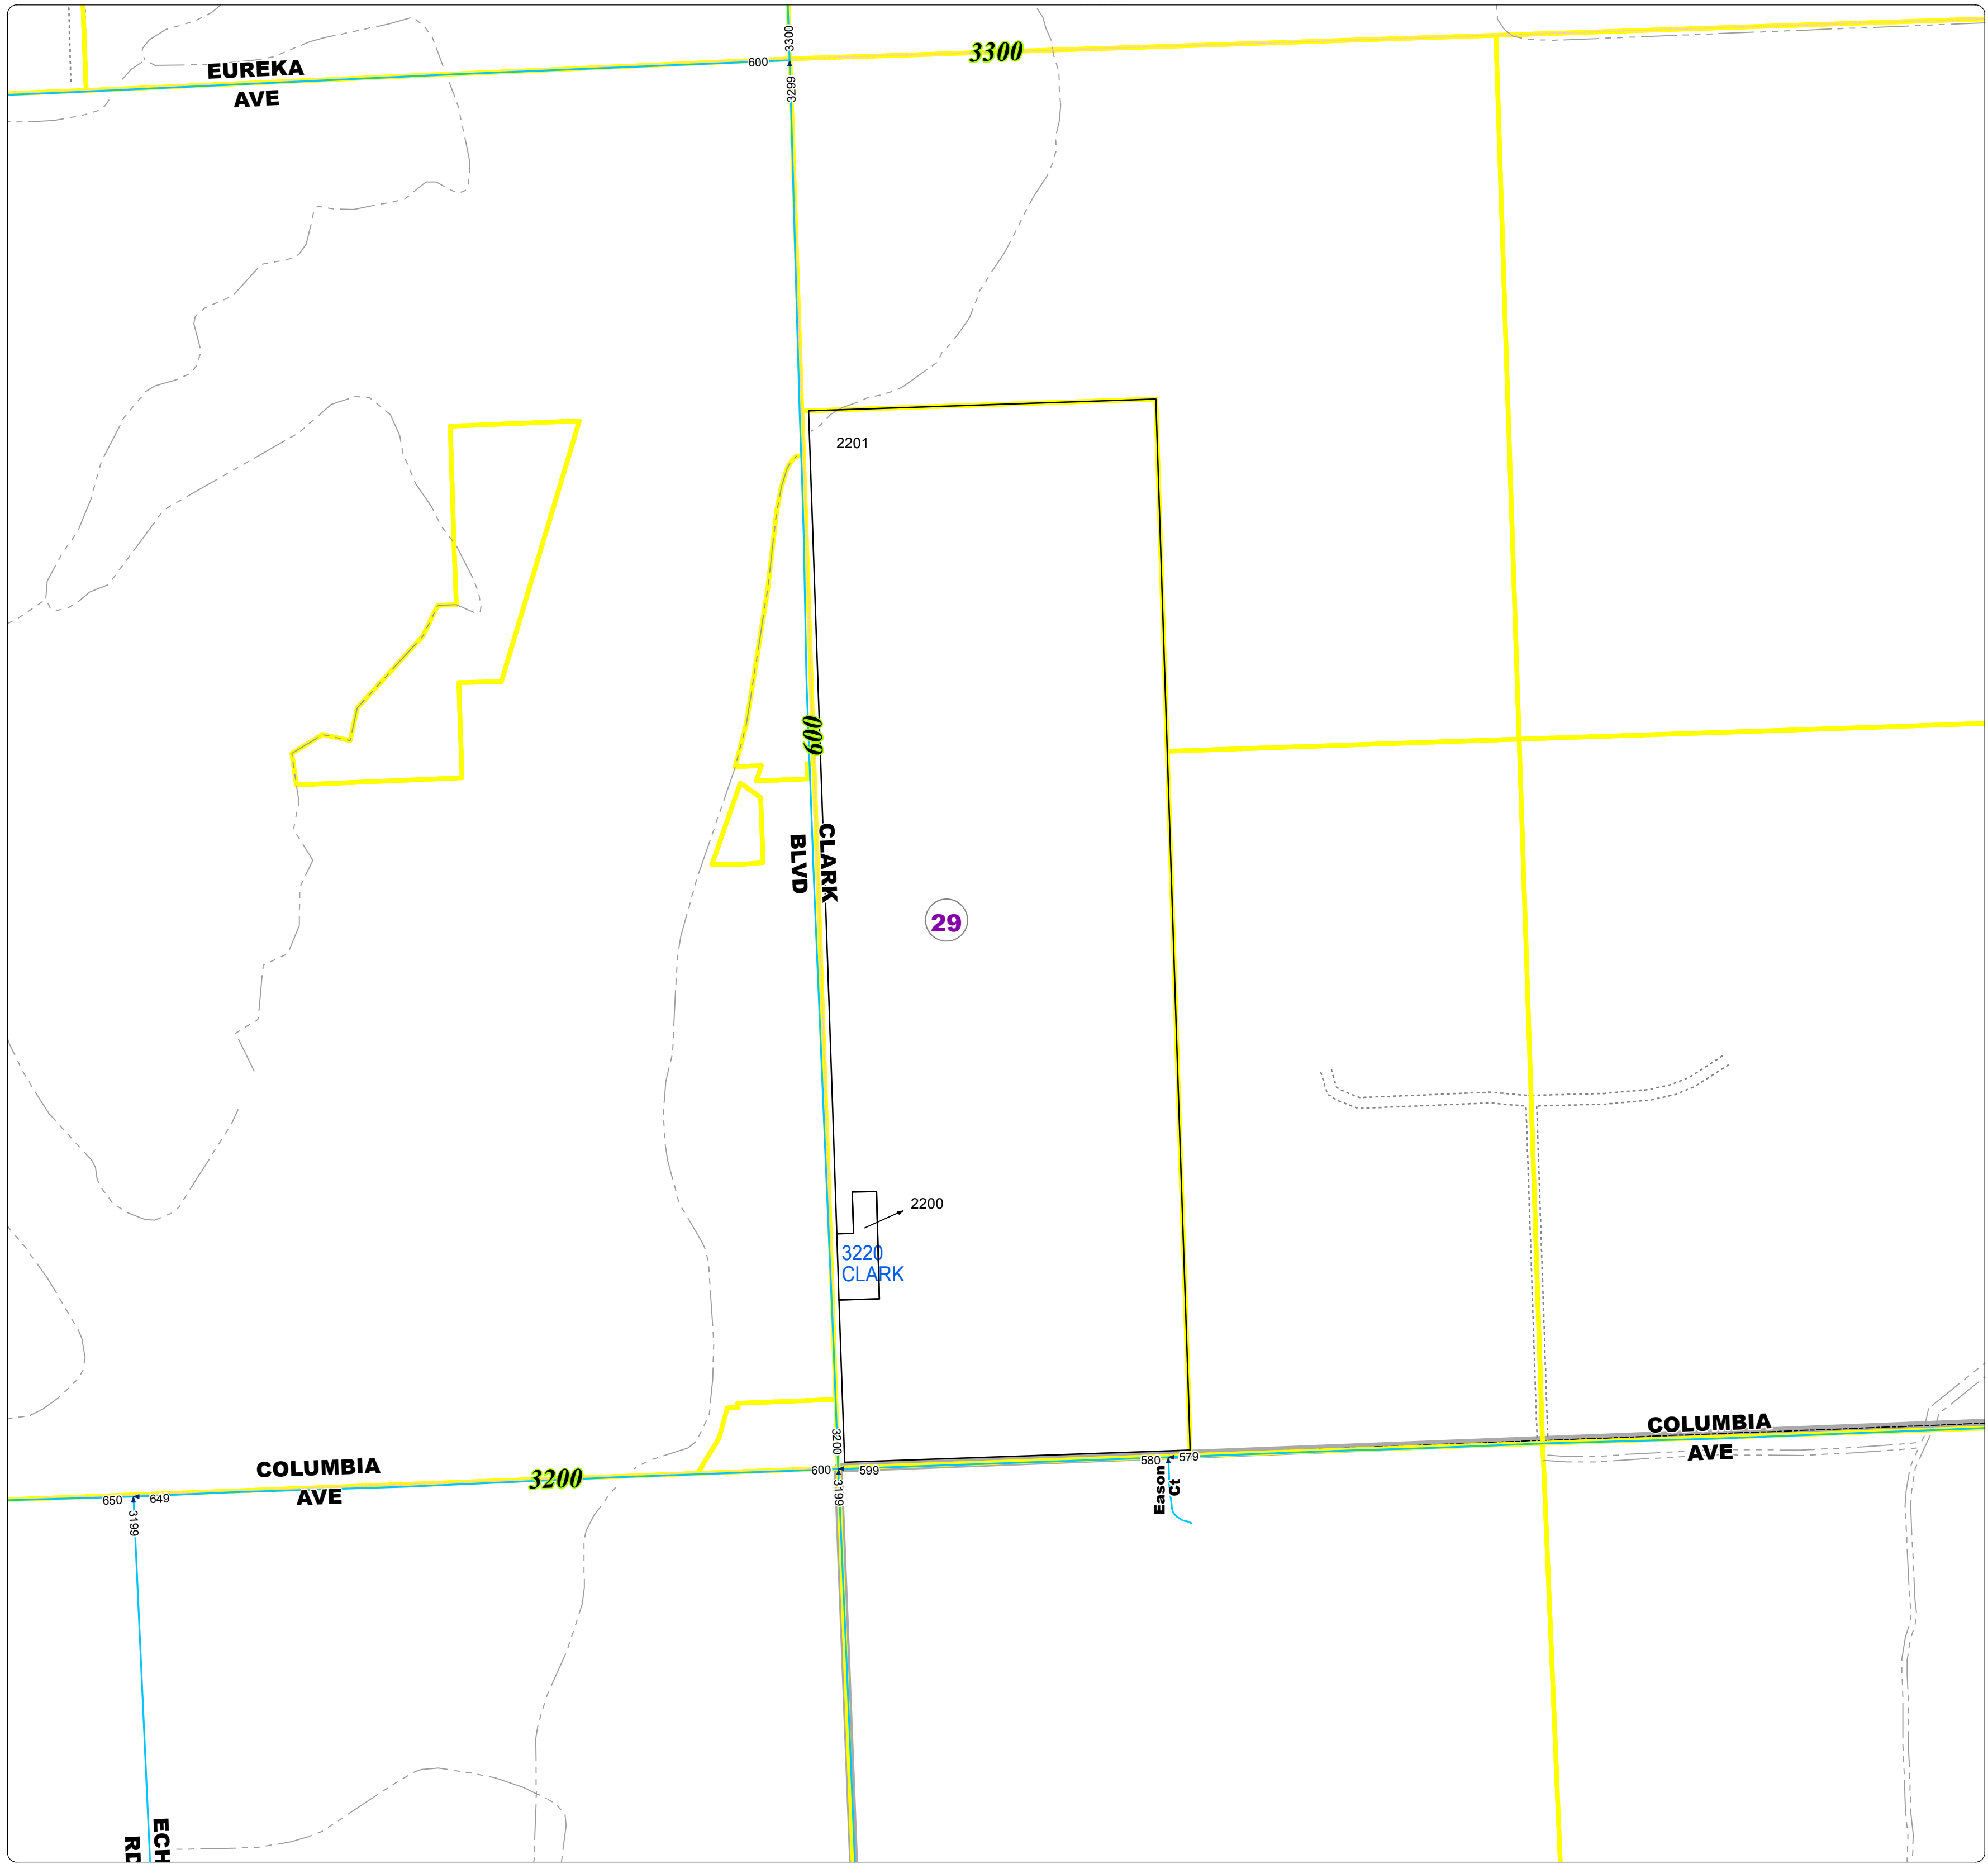 3300
3300
600
EUREKA
AVE
3299
2201
600
CLARK
BLVD
29
2200
3220
CLARK
COLUMBIA
AVE
3200
COLUMBIA
AVE
3200
600
599
580
579
650
649
3199
3199
Eason
Ct
ECH
RD